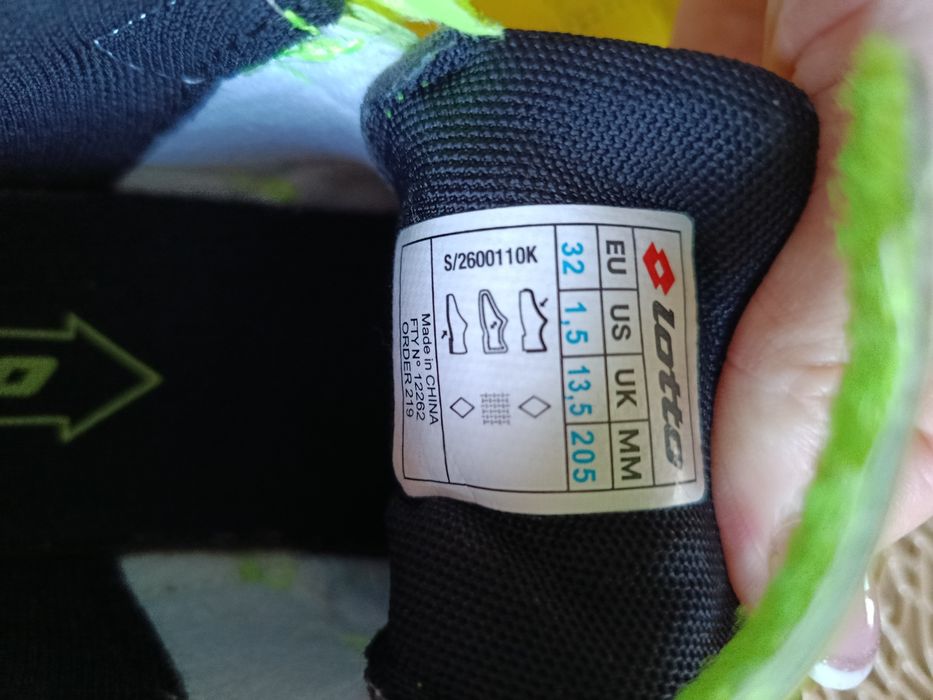 lotto
EU US UK MM
32 1,5 13,5 205
S/2600110K
Made in CHINA
FTY N° 12262
ORDER 219